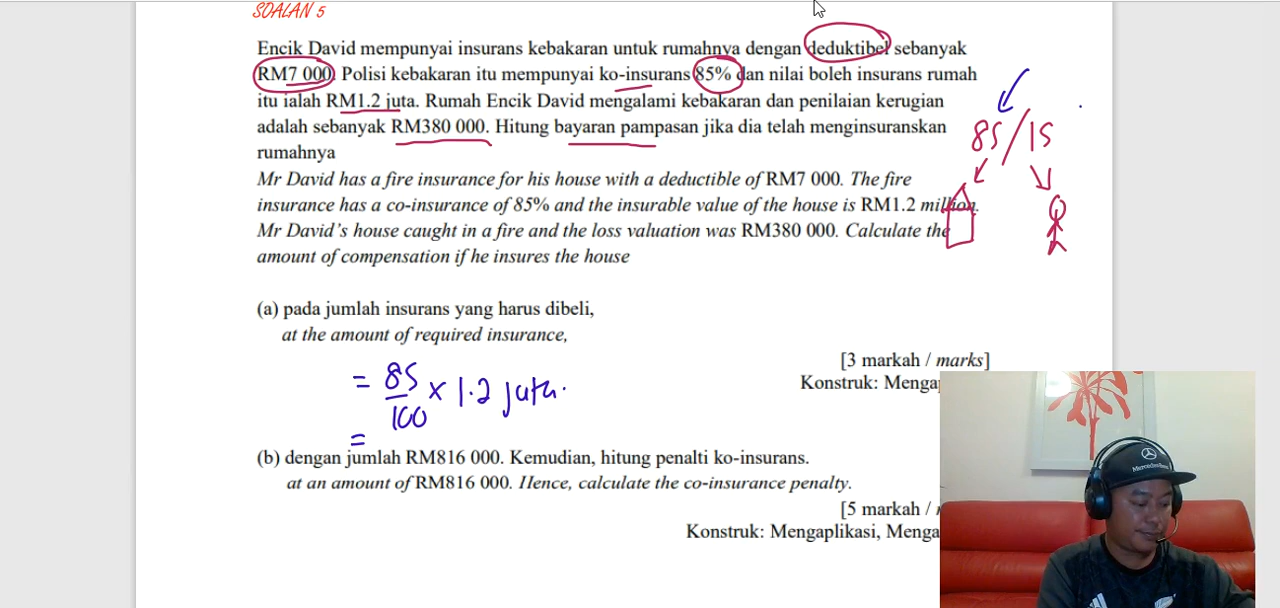 SOALAN 5
Encik David mempunyai insurans kebakaran untuk rumahnya dengan deduktibel sebanyak
RM7 000. Polisi kebakaran itu mempunyai ko-insurans 85% dan nilai boleh insurans rumah
itu ialah RM1.2 juta. Rumah Encik David mengalami kebakaran dan penilaian kerugian
adalah sebanyak RM380 000. Hitung bayaran pampasan jika dia telah menginsuranskan
rumahnya
85/15
Mr David has a fire insurance for his house with a deductible of RM7 000. The fire
insurance has a co-insurance of 85% and the insurable value of the house is RM1.2 million.
Mr David's house caught in a fire and the loss valuation was RM380 000. Calculate the
amount of compensation if he insures the house
(a) pada jumlah insurans yang harus dibeli,
at the amount of required insurance,
[3 markah / marks]
Konstruk:
= 85/100 × 1.2 juta.
=
(b) dengan jumlah RM816 000. Kemudian, hitung penalti ko-insurans.
at an amount of RM816 000. Hence, calculate the co-insurance penalty.
[5 markah /
Konstruk: Mengaplikasi,